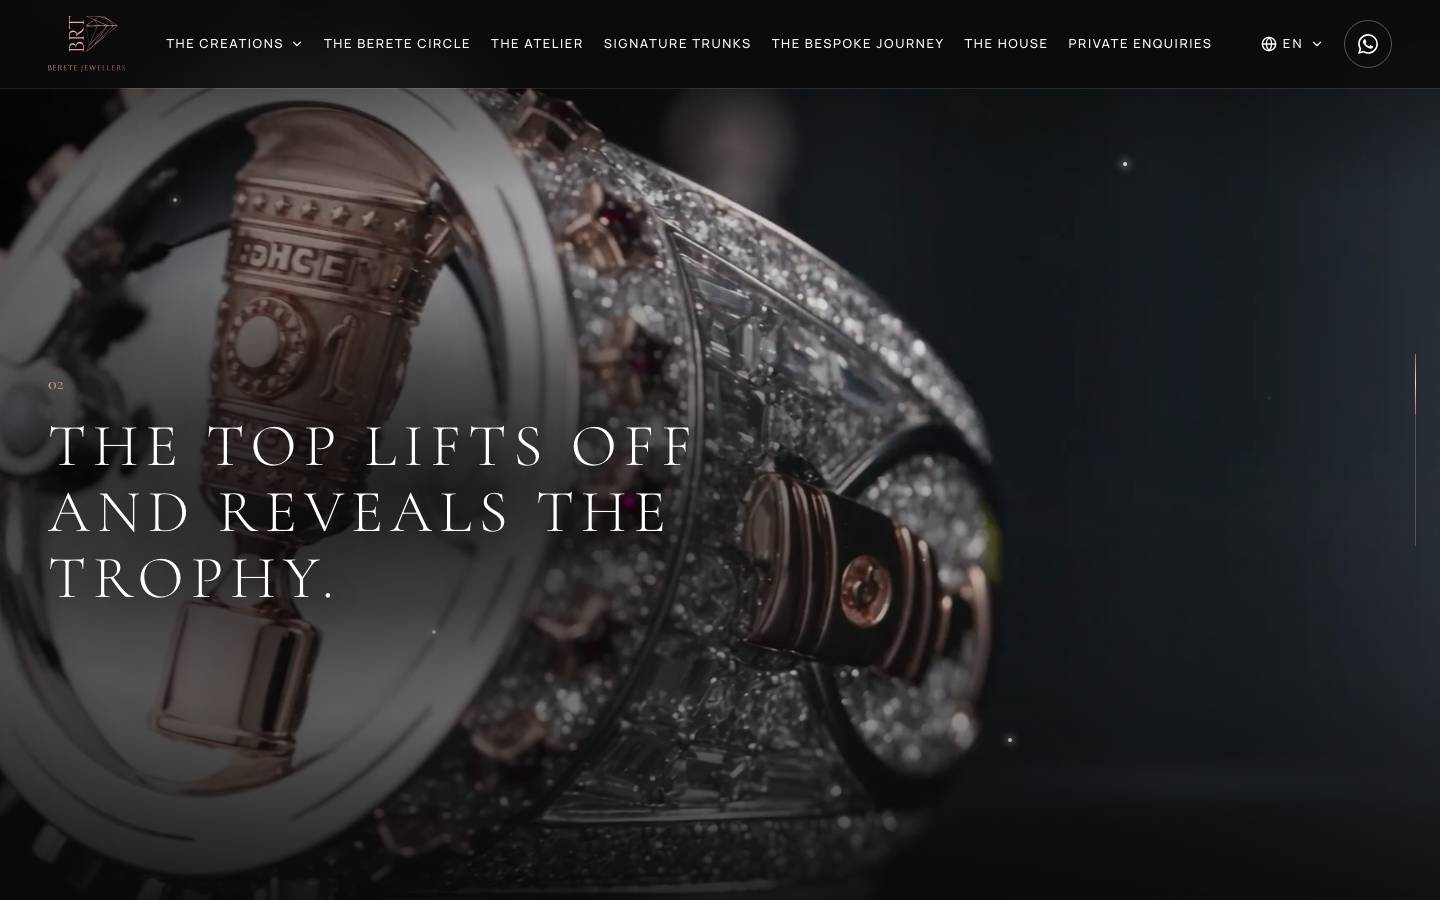 BRT
BERETE JEWELLERS
THE CREATIONS
THE BERETE CIRCLE
THE ATELIER
SIGNATURE TRUNKS
THE BESPOKE JOURNEY
THE HOUSE
PRIVATE ENQUIRIES
EN
02
THE TOP LIFTS OFF
AND REVEALS THE
TROPHY.